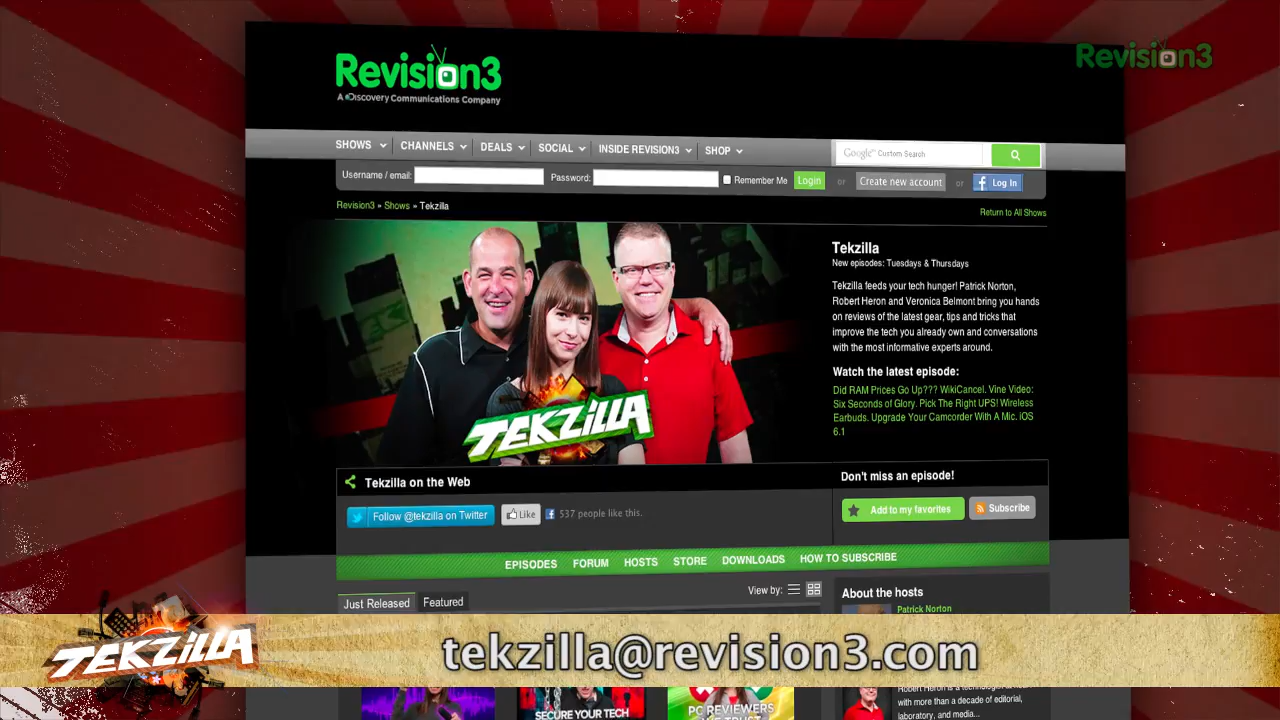 Revision3
Revision3
A Discovery Communications Company
SHOWS CHANNELS DEALS SOCIAL INSIDE REVISION3 SHOP
Google™ Custom Search
Username / email: Password: Remember Me Login or Create new account or f Log In
Revision3 » Shows » Tekzilla
Return to All Shows
Tekzilla
New episodes: Tuesdays & Thursdays
Tekzilla feeds your tech hunger! Patrick Norton,
Robert Heron and Veronica Belmont bring you hands
on reviews of the latest gear, tips and tricks that
improve the tech you already own and conversations
with the most informative experts around.
Watch the latest episode:
Did RAM Prices Go Up??? WikiCancel. Vine Video:
Six Seconds of Glory. Pick The Right UPS! Wireless
Earbuds. Upgrade Your Camcorder With A Mic. iOS
6.1
TEKZILLA
Tekzilla on the Web
Don't miss an episode!
Follow @tekzilla on Twitter Like f 537 people like this.
Add to my favorites Subscribe
EPISODES FORUM HOSTS STORE DOWNLOADS HOW TO SUBSCRIBE
View by:
Just Released Featured
About the hosts
Patrick Norton
TEKZILLA
tekzilla@revision3.com
with more than a decade of editorial,
laboratory, and media...
SECURE YOUR TECH
PC REVIEWERS